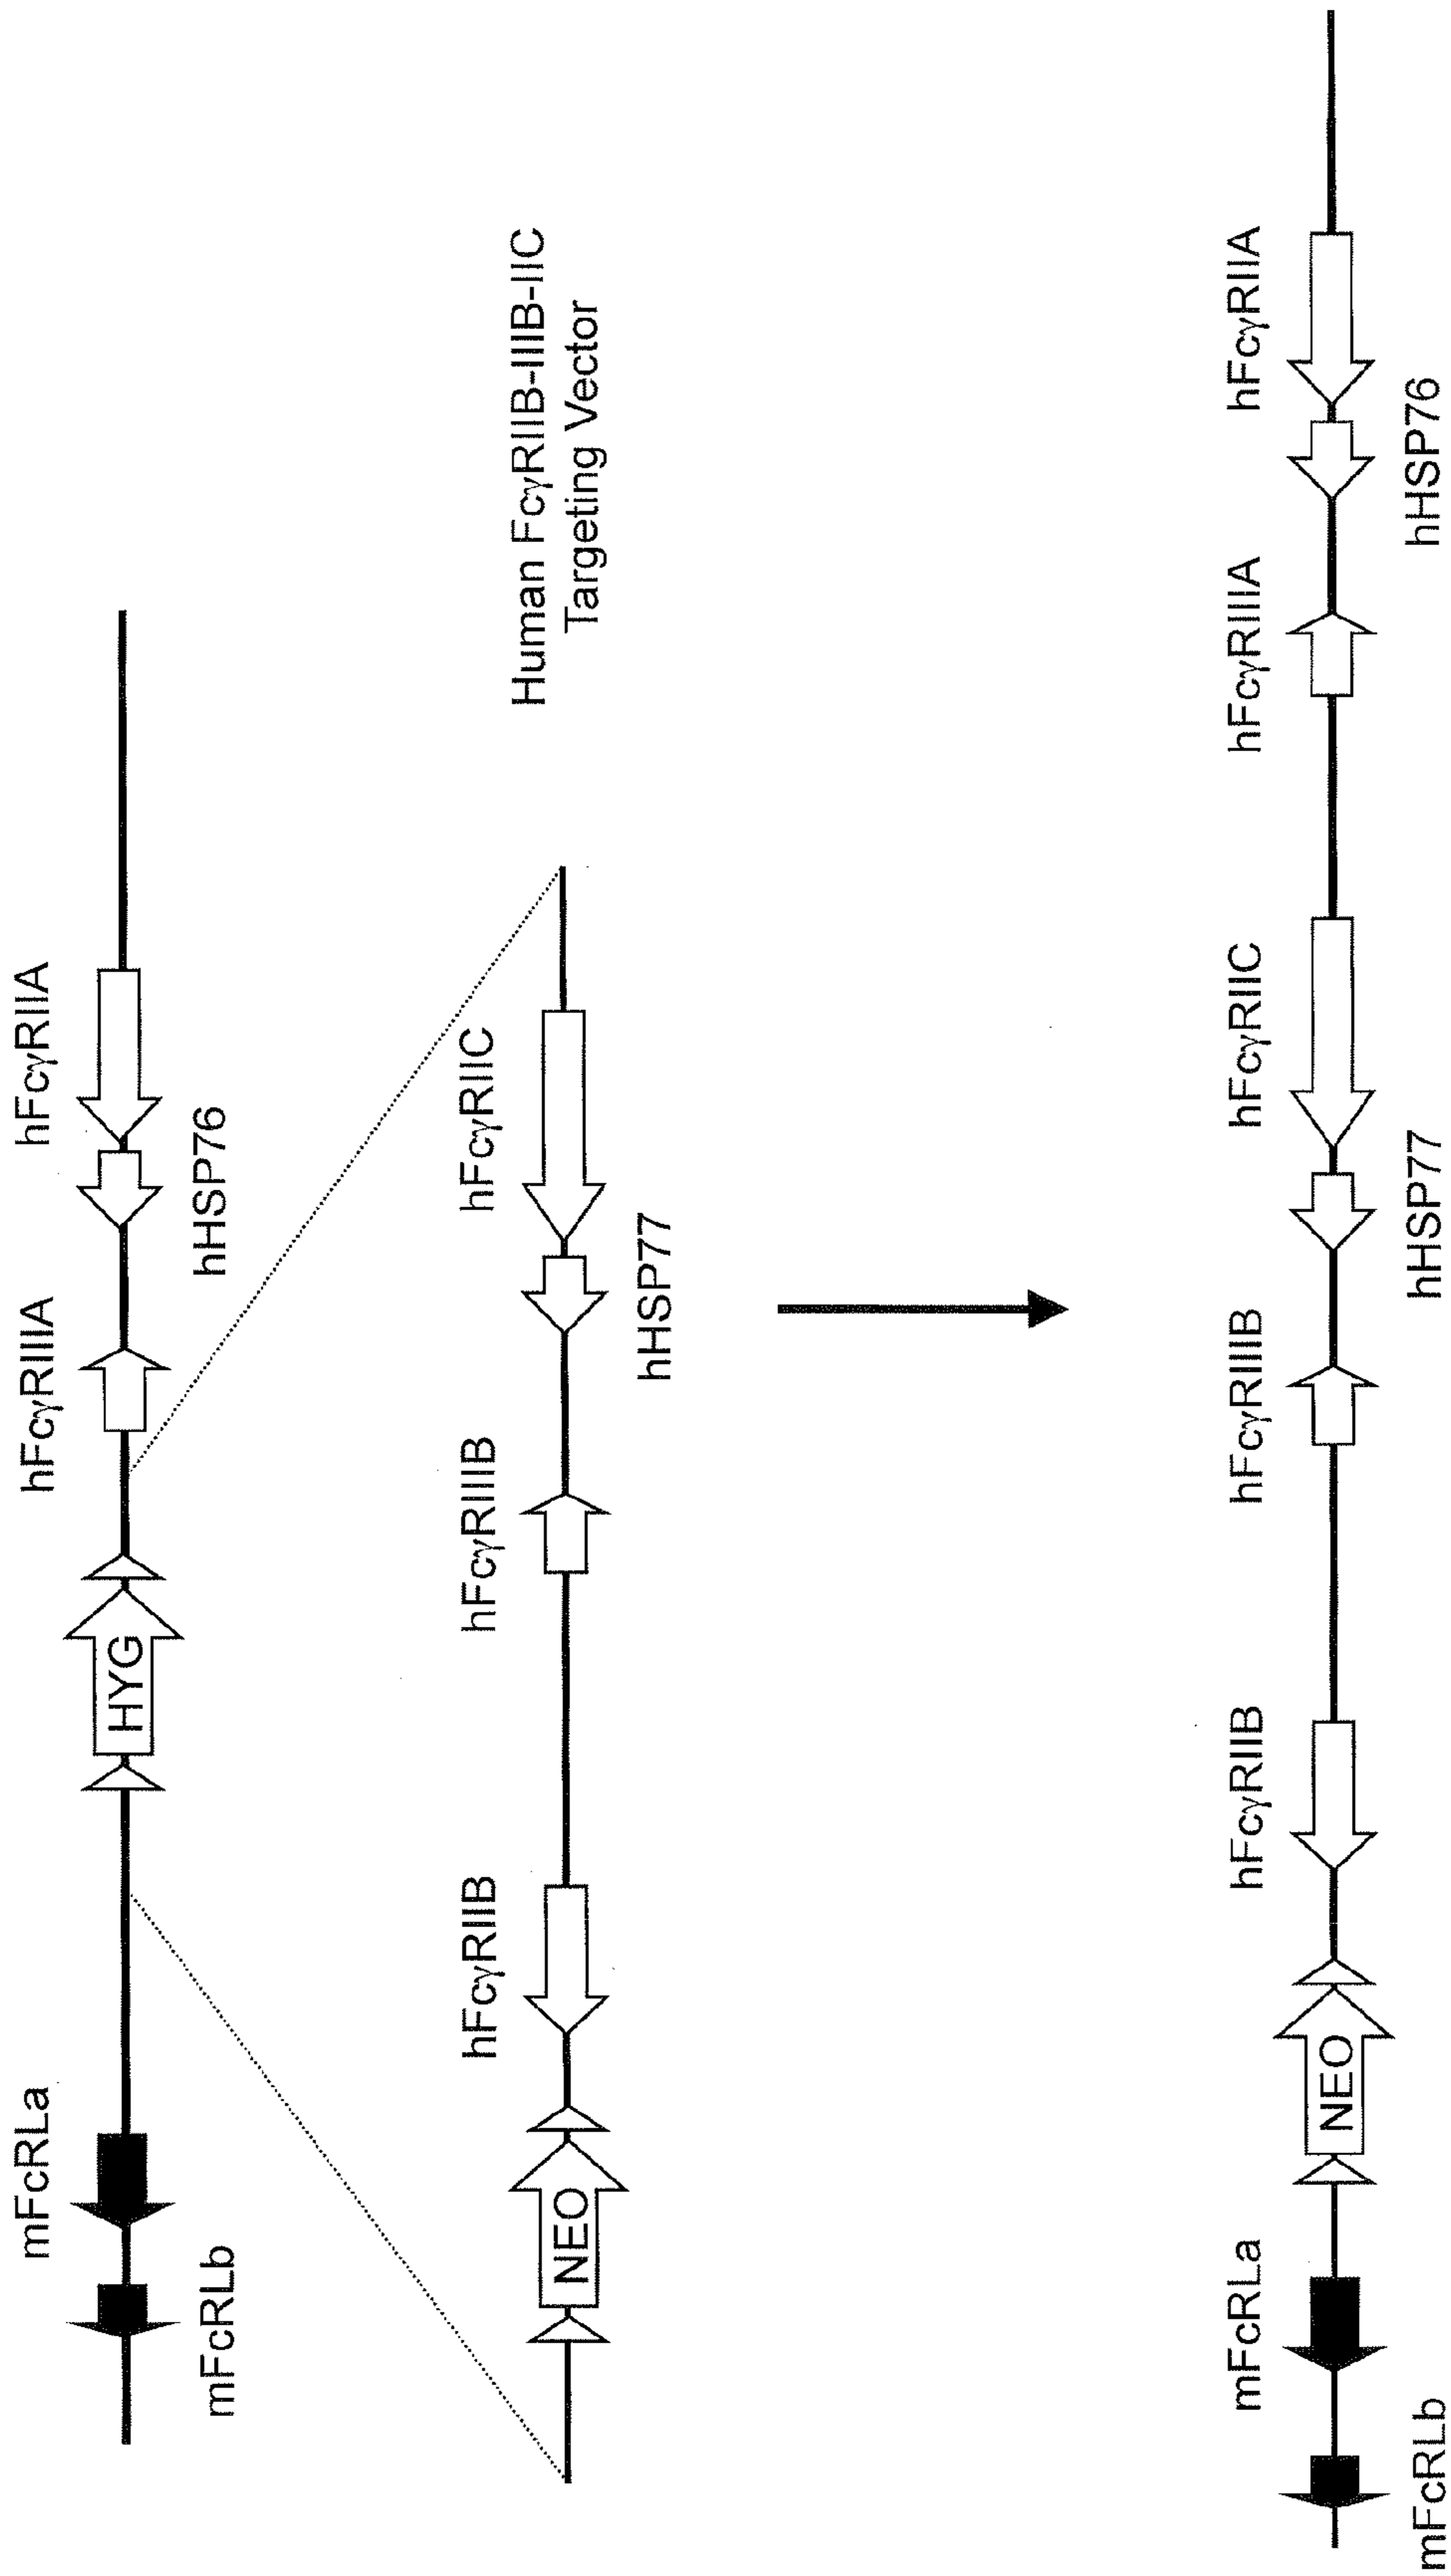 mFcRLa
mFcRLb
HYG
hFcγRIIIA
hHSP76
hFcγRIIA
NEO
hFcγRIIB
hFcγRIIIB
hHSP77
hFcγRIIC
Human FcγRIIB-IIIB-IIC
Targeting Vector
mFcRLb
mFcRLa
NEO
hFcγRIIB
hFcγRIIIB
hHSP77
hFcγRIIC
hFcγRIIIA
hHSP76
hFcγRIIA